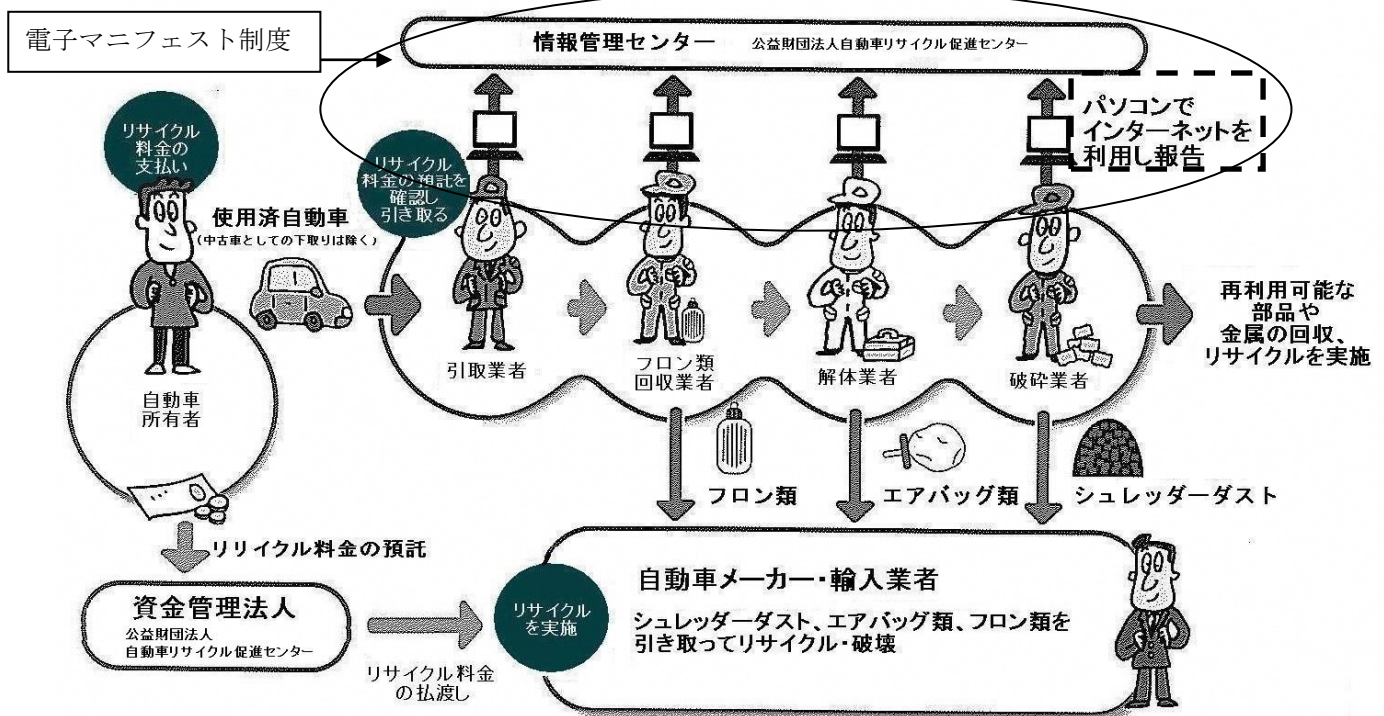 電子マニフェスト制度
情報管理センター 公益財団法人自動車リサイクル促進センター
パソコンで
インターネットを
利用し報告
リサイクル
料金の
支払い
リサイクル
料金の預託を
確認し
引き取る
使用済自動車
(中古車としての下取りは除く)
自動車
所有者
引取業者
フロン類
回収業者
解体業者
破砕業者
再利用可能な
部品や
金属の回収、
リサイクルを実施
フロン類
エアバッグ類
シュレッダーダスト
リリイクル料金の預託
資金管理法人
公益財団法人
自動車リサイクル促進センター
リサイクル料金
の払渡し
リサイクル
を実施
自動車メーカー・輸入業者
シュレッダーダスト、エアバッグ類、フロン類を
引き取ってリサイクル・破壊